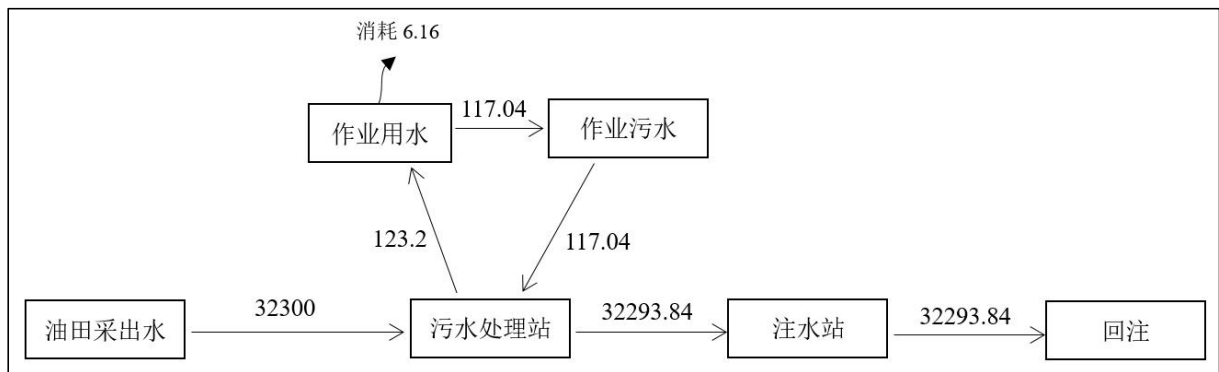 消耗 6.16
作业用水
117.04
作业污水
123.2
117.04
油田采出水
32300
污水处理站
32293.84
注水站
32293.84
回注